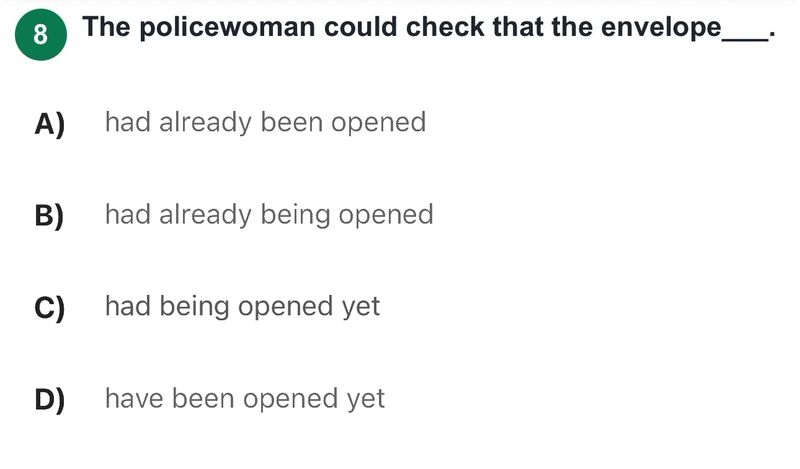 8 The policewoman could check that the envelope___.
A) had already been opened
B) had already being opened
C) had being opened yet
D) have been opened yet